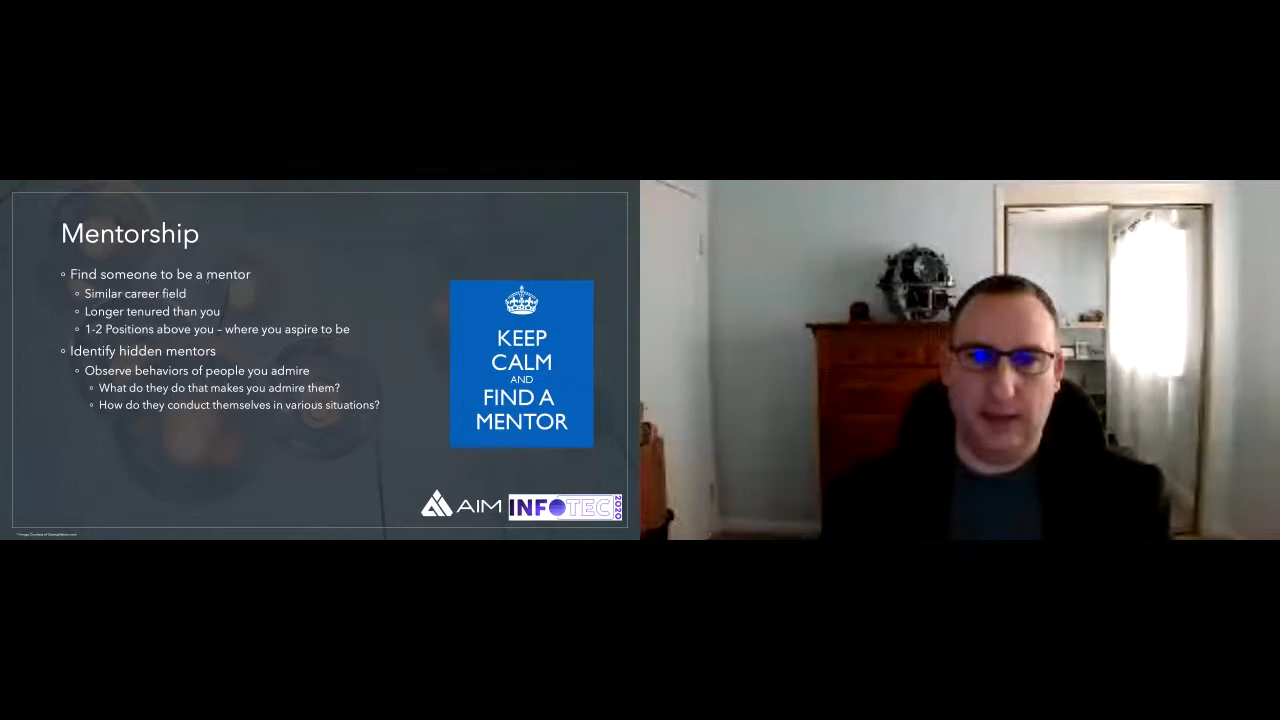 Mentorship
Find someone to be a mentor
Similar career field
Longer tenured than you
1-2 Positions above you – where you aspire to be
Identify hidden mentors
Observe behaviors of people you admire
What do they do that makes you admire them?
How do they conduct themselves in various situations?
KEEP
CALM
AND
FIND A
MENTOR
AIM INFOTEC 2020